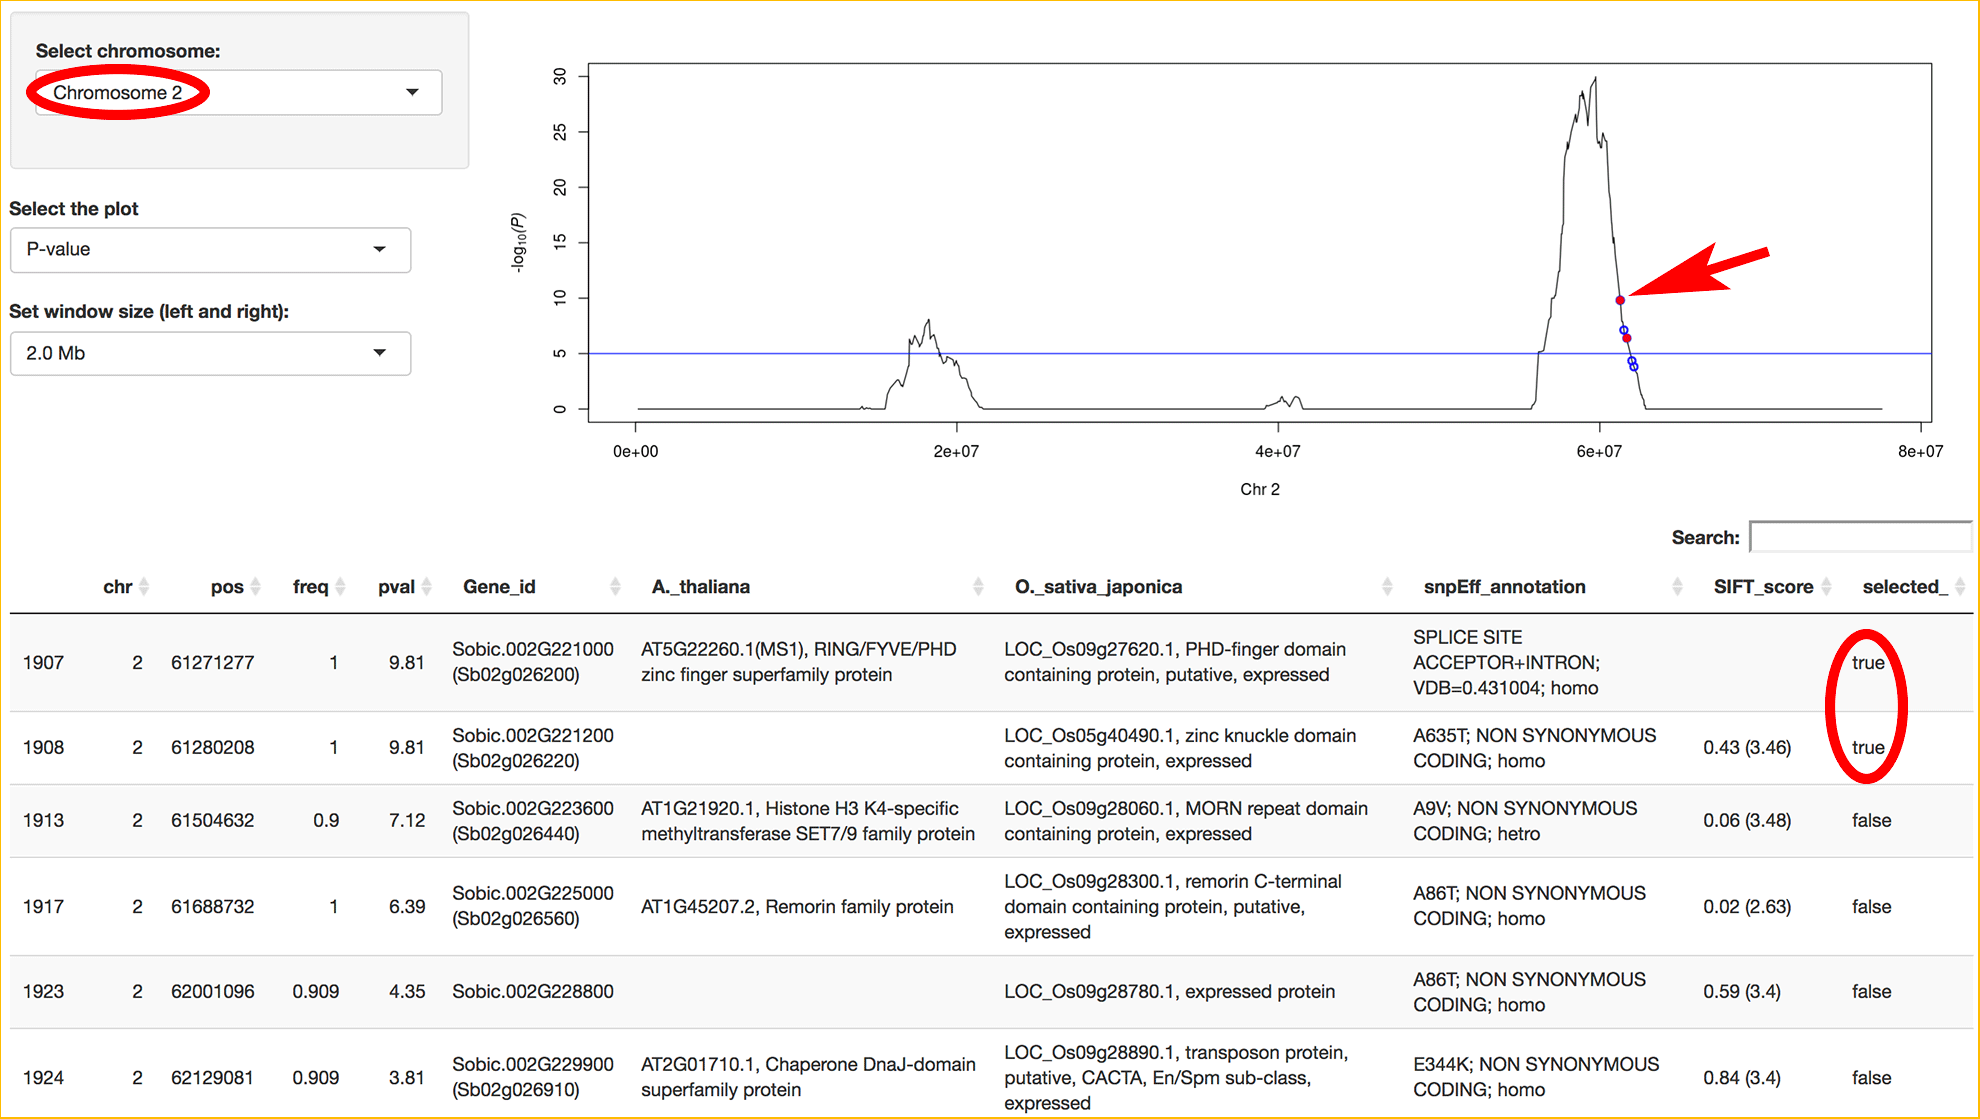 Select chromosome:
Chromosome 2
Select the plot
P-value
Set window size (left and right):
2.0 Mb
-log10(P)
30
25
20
15
10
5
0
0e+00 2e+07 4e+07 6e+07 8e+07
Chr 2
Search:
chr pos freq pval Gene_id A._thaliana O._sativa_japonica snpEff_annotation SIFT_score selected_
1907 2 61271277 1 9.81 Sobic.002G221000 (Sb02g026200) AT5G22260.1(MS1), RING/FYVE/PHD zinc finger superfamily protein LOC_Os09g27620.1, PHD-finger domain containing protein, putative, expressed SPLICE SITE ACCEPTOR+INTRON; VDB=0.431004; homo true
1908 2 61280208 1 9.81 Sobic.002G221200 (Sb02g026220) LOC_Os05g40490.1, zinc knuckle domain containing protein, expressed A635T; NON SYNONYMOUS CODING; homo 0.43 (3.46) true
1913 2 61504632 0.9 7.12 Sobic.002G223600 (Sb02g026440) AT1G21920.1, Histone H3 K4-specific methyltransferase SET7/9 family protein LOC_Os09g28060.1, MORN repeat domain containing protein, expressed A9V; NON SYNONYMOUS CODING; hetro 0.06 (3.48) false
1917 2 61688732 1 6.39 Sobic.002G225000 (Sb02g026560) AT1G45207.2, Remorin family protein LOC_Os09g28300.1, remorin C-terminal domain containing protein, putative, expressed A86T; NON SYNONYMOUS CODING; homo 0.02 (2.63) false
1923 2 62001096 0.909 4.35 Sobic.002G228800 LOC_Os09g28780.1, expressed protein A86T; NON SYNONYMOUS CODING; homo 0.59 (3.4) false
1924 2 62129081 0.909 3.81 Sobic.002G229900 (Sb02g026910) AT2G01710.1, Chaperone DnaJ-domain superfamily protein LOC_Os09g28890.1, transposon protein, putative, CACTA, En/Spm sub-class, expressed E344K; NON SYNONYMOUS CODING; homo 0.84 (3.4) false